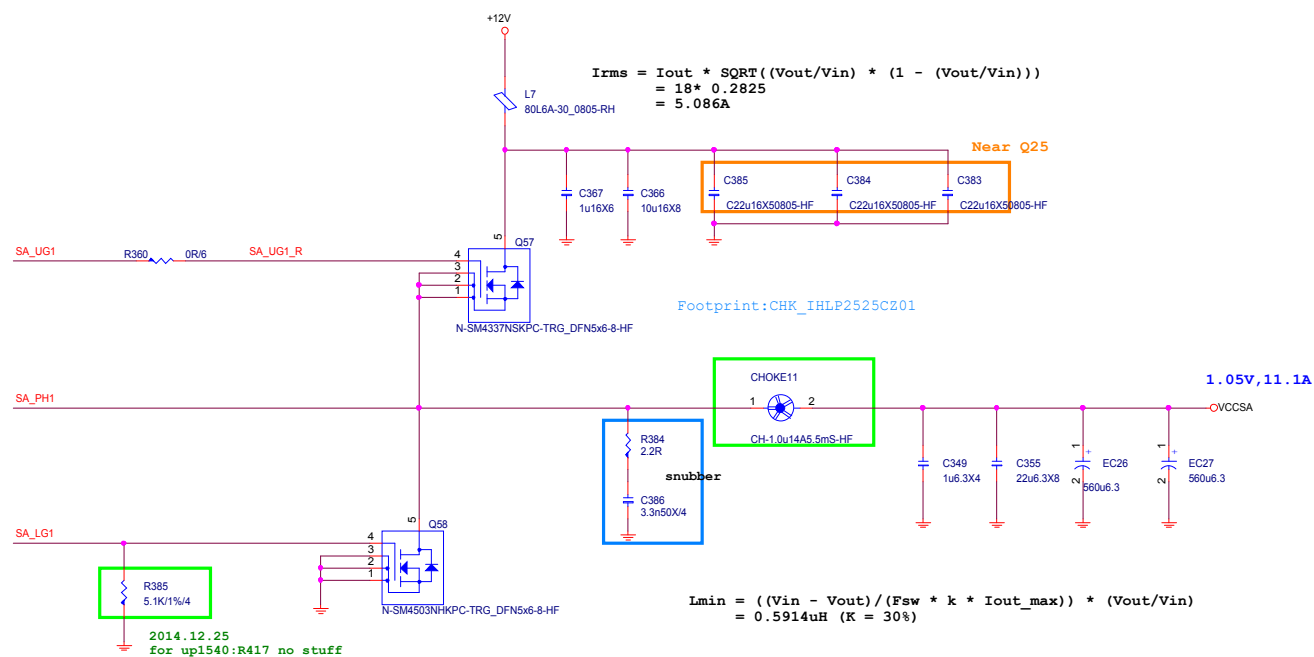 +12V
Irms = Iout * SQRT((Vout/Vin) * (1 - (Vout/Vin)))
= 18* 0.2825
= 5.086A
L7
80L6A-30_0805-RH
Near Q25
C367
1u16X6
C366
10u16X8
C385
C22u16X50805-HF
C384
C22u16X50805-HF
C383
C22u16X50805-HF
SA_UG1
R360
0R/6
SA_UG1_R
5
Q57
4
3
2
1
N-SM4337NSKPC-TRG_DFN5x6-8-HF
Footprint:CHK_IHLP2525CZ01
SA_PH1
CHOKE11
1
2
CH-1.0u14A5.5mS-HF
1.05V,11.1A
VCCSA
R384
2.2R
snubber
C386
3.3n50X/4
C349
1u6.3X4
C355
22u6.3X8
1
+
2
EC26
560u6.3
1
+
2
EC27
560u6.3
SA_LG1
5
Q58
4
3
2
1
N-SM4503NHKPC-TRG_DFN5x6-8-HF
R385
5.1K/1%/4
2014.12.25
for up1540:R417 no stuff
Lmin = ((Vin - Vout)/(Fsw * k * Iout_max)) * (Vout/Vin)
= 0.5914uH (K = 30%)